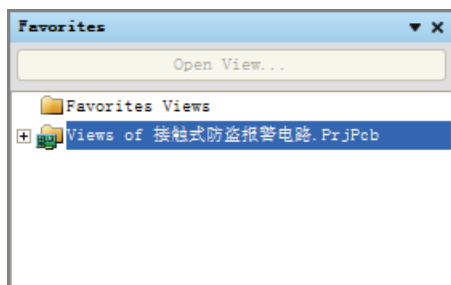 Favorites
Open View...
Favorites Views
Views of 接触式防盗报警电路.PrjPcb